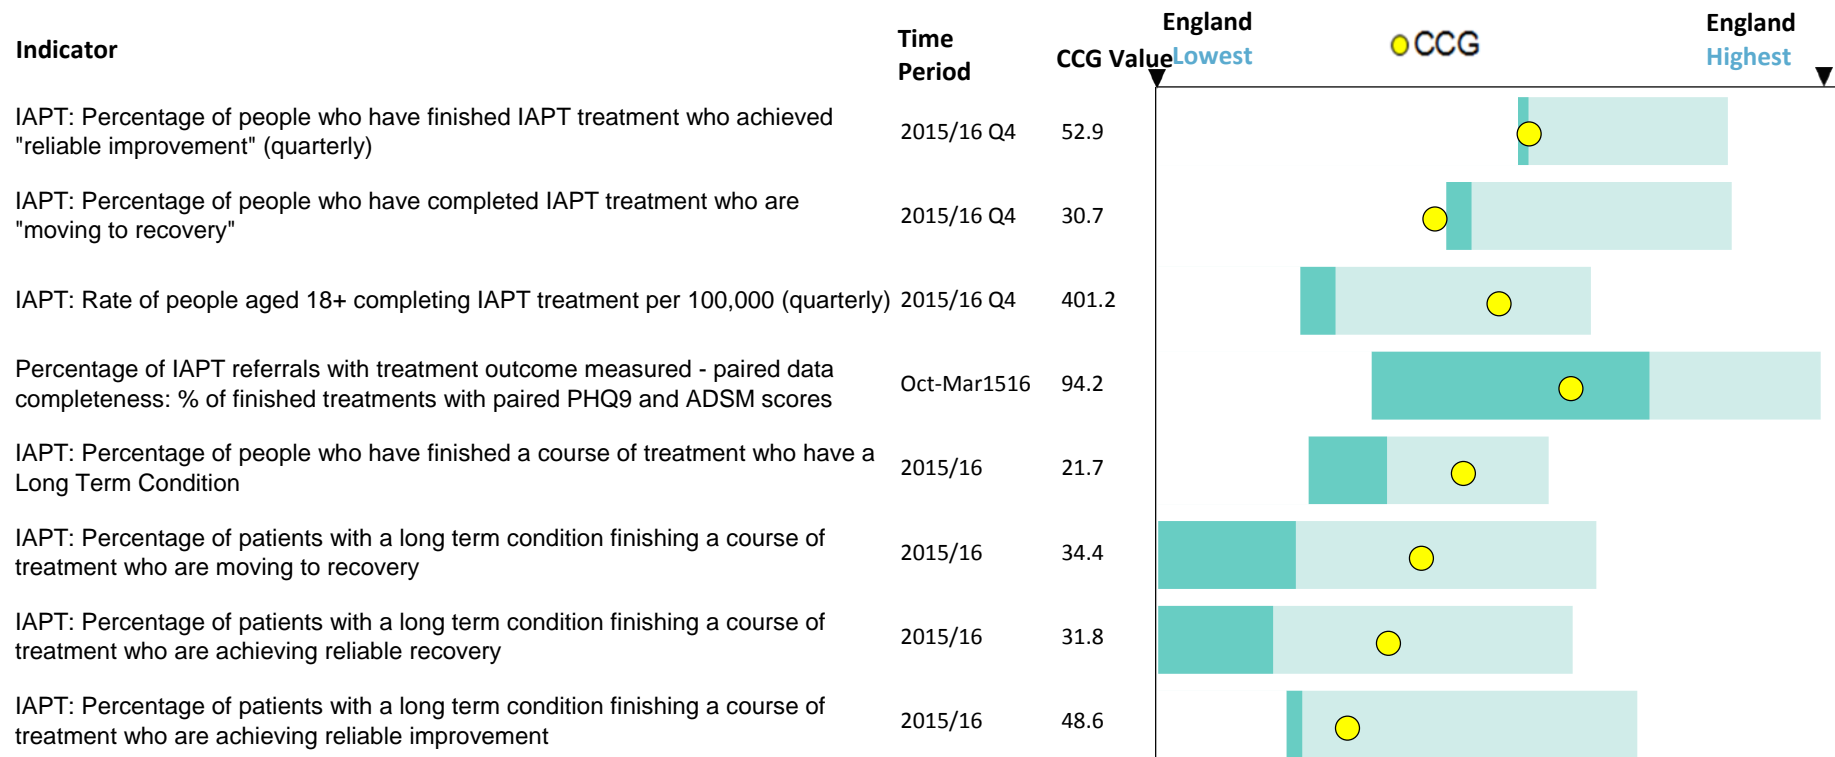 Indicator
Time
Period
CCG Value
England
Lowest
CCG
England
Highest
IAPT: Percentage of people who have finished IAPT treatment who achieved
"reliable improvement" (quarterly)
2015/16 Q4
52.9
IAPT: Percentage of people who have completed IAPT treatment who are
"moving to recovery"
2015/16 Q4
30.7
IAPT: Rate of people aged 18+ completing IAPT treatment per 100,000 (quarterly)
2015/16 Q4
401.2
Percentage of IAPT referrals with treatment outcome measured - paired data
completeness: % of finished treatments with paired PHQ9 and ADSM scores
Oct-Mar1516
94.2
IAPT: Percentage of people who have finished a course of treatment who have a
Long Term Condition
2015/16
21.7
IAPT: Percentage of patients with a long term condition finishing a course of
treatment who are moving to recovery
2015/16
34.4
IAPT: Percentage of patients with a long term condition finishing a course of
treatment who are achieving reliable recovery
2015/16
31.8
IAPT: Percentage of patients with a long term condition finishing a course of
treatment who are achieving reliable improvement
2015/16
48.6